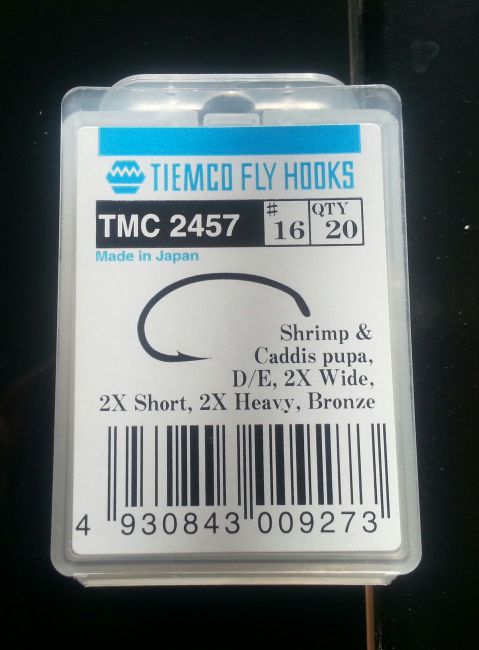 TIEMCO FLY HOOKS
TMC 2457 # 16 QTY 20
Made in Japan
Shrimp &
Caddis pupa,
D/E, 2X Wide,
2X Short, 2X Heavy, Bronze
4 930843 009273